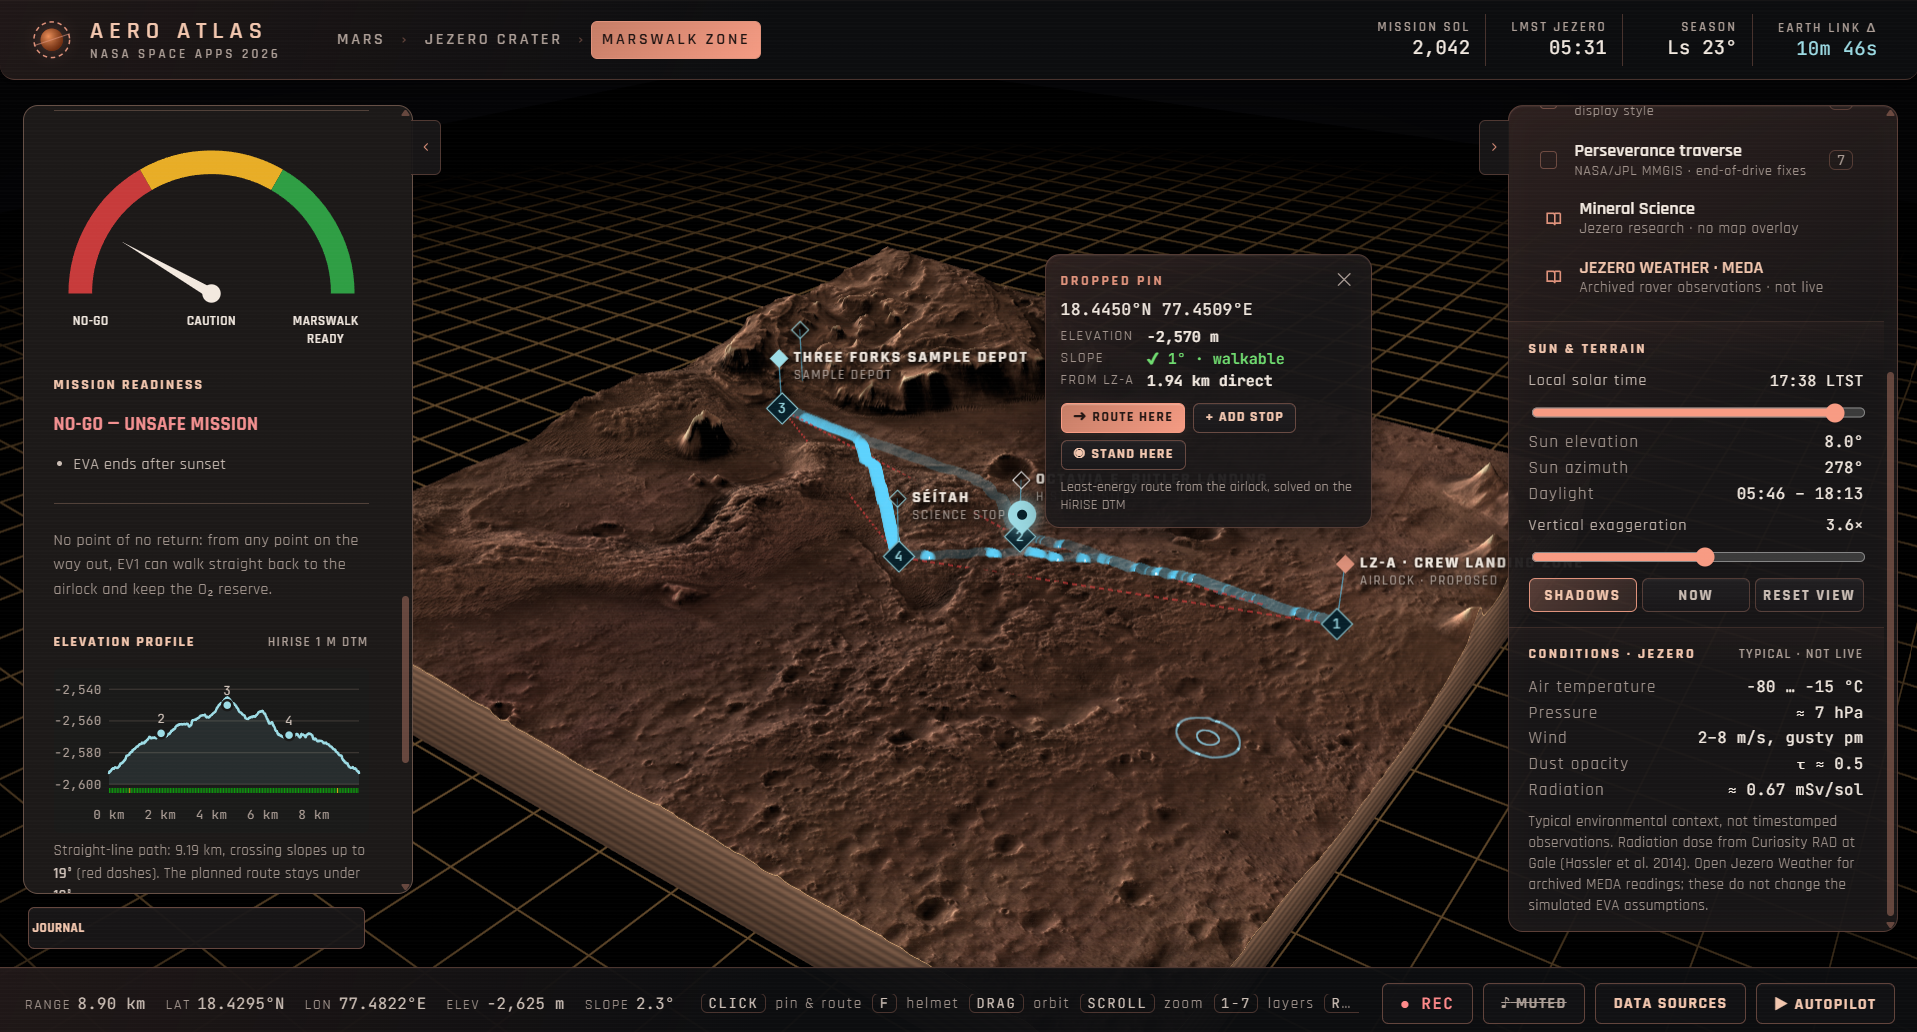 AERO ATLAS
NASA SPACE APPS 2026
MARS › JEZERO CRATER › MARSWALK ZONE
MISSION SOL
2,042
LMST JEZERO
05:31
SEASON
Ls 23°
EARTH LINK Δ
10m 46s
NO-GO
CAUTION
MARSWALK
READY
MISSION READINESS
NO-GO — UNSAFE MISSION
• EVA ends after sunset
No point of no return: from any point on the
way out, EV1 can walk straight back to the
airlock and keep the O₂ reserve.
ELEVATION PROFILE HIRISE 1 M DTM
-2,540
-2,560
-2,580
-2,600
2
3
4
0 km 2 km 4 km 6 km 8 km
Straight-line path: 9.19 km, crossing slopes up to
19° (red dashes). The planned route stays under
JOURNAL
THREE FORKS SAMPLE DEPOT
SAMPLE DEPOT
3
SÉÍTAH
SCIENCE STOP
4
2
LZ-A · CREW LANDING ZONE
AIRLOCK · PROPOSED
1
DROPPED PIN
18.4450°N 77.4509°E
ELEVATION -2,570 m
SLOPE ✓ 1° · walkable
FROM LZ-A 1.94 km direct
→ ROUTE HERE
+ ADD STOP
◉ STAND HERE
OCTAVIA E. BUTLER LANDING
Least-energy route from the airlock, solved on the
HiRISE DTM
display style
Perseverance traverse
NASA/JPL MMGIS · end-of-drive fixes
7
Mineral Science
Jezero research · no map overlay
JEZERO WEATHER · MEDA
Archived rover observations · not live
SUN & TERRAIN
Local solar time 17:38 LTST
Sun elevation 8.0°
Sun azimuth 278°
Daylight 05:46 – 18:13
Vertical exaggeration 3.6×
SHADOWS
NOW
RESET VIEW
CONDITIONS · JEZERO TYPICAL · NOT LIVE
Air temperature -80 … -15 °C
Pressure ≈ 7 hPa
Wind 2–8 m/s, gusty pm
Dust opacity τ ≈ 0.5
Radiation ≈ 0.67 mSv/sol
Typical environmental context, not timestamped
observations. Radiation dose from Curiosity RAD at
Gale (Hassler et al. 2014). Open Jezero Weather for
archived MEDA readings; these do not change the
simulated EVA assumptions.
RANGE 8.90 km LAT 18.4295°N LON 77.4822°E ELEV -2,625 m SLOPE 2.3°
CLICK pin & route F helmet DRAG orbit SCROLL zoom 1-7 layers R…
● REC
♪ MUTED
DATA SOURCES
▶ AUTOPILOT